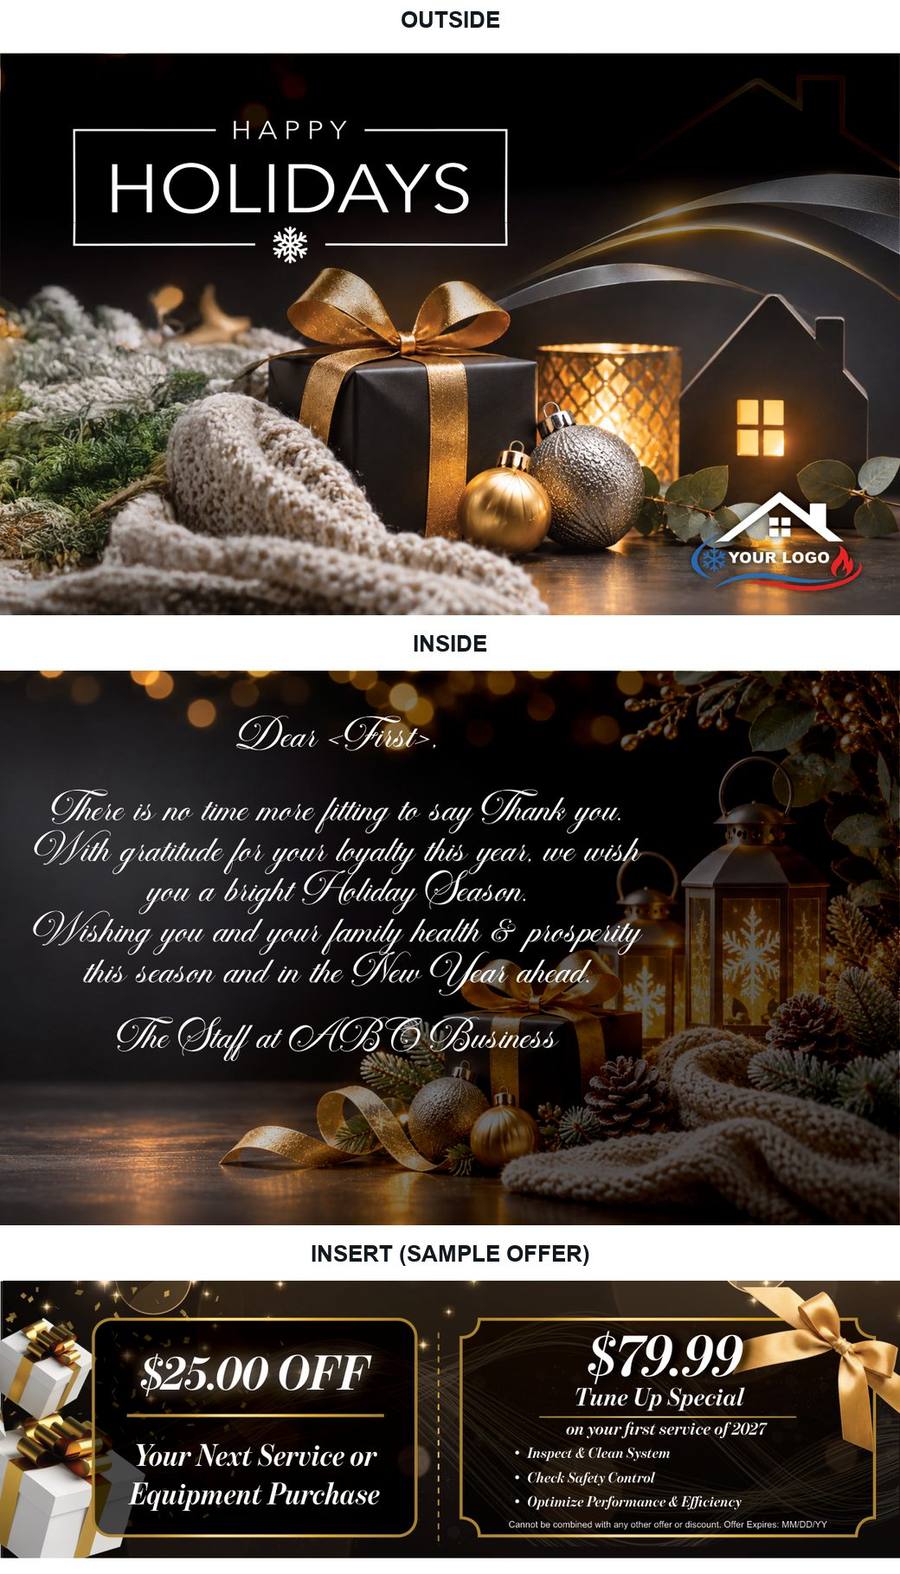 OUTSIDE
HAPPY
HOLIDAYS
YOUR LOGO
INSIDE
Dear <First>,
There is no time more fitting to say Thank you.
With gratitude for your loyalty this year, we wish
you a bright Holiday Season.
Wishing you and your family health & prosperity
this season and in the New Year ahead.
The Staff at ABC Business
INSERT (SAMPLE OFFER)
$25.00 OFF
Your Next Service or
Equipment Purchase
$79.99
Tune Up Special
on your first service of 2027
• Inspect & Clean System
• Check Safety Control
• Optimize Performance & Efficiency
Cannot be combined with any other offer or discount. Offer Expires: MM/DD/YY